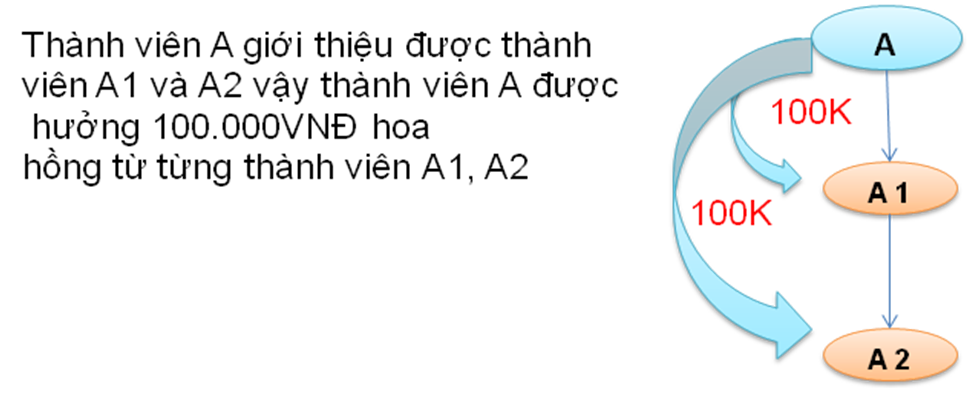 Thành viên A giới thiệu được thành
viên A1 và A2 vậy thành viên A được
hưởng 100.000VNĐ hoa
hồng từ từng thành viên A1, A2
A
100K
A 1
100K
A 2